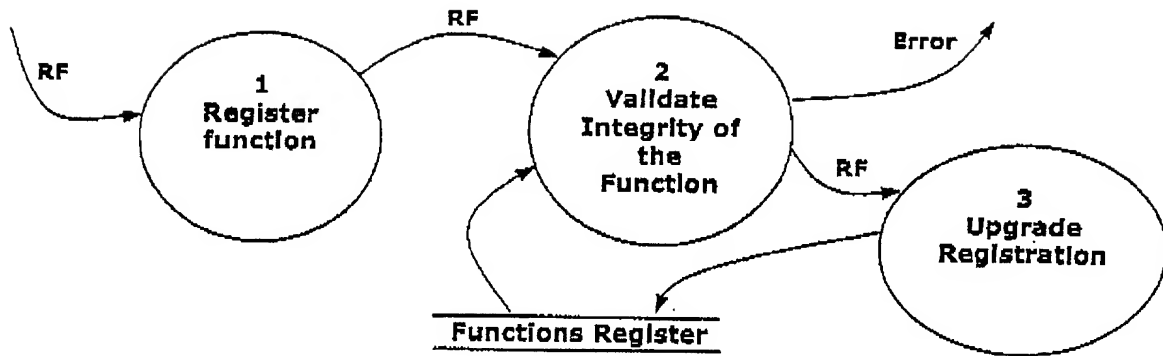 RF
1
Register
function
RF
2
Validate
Integrity of
the
Function
Error
RF
3
Upgrade
Registration
Functions Register